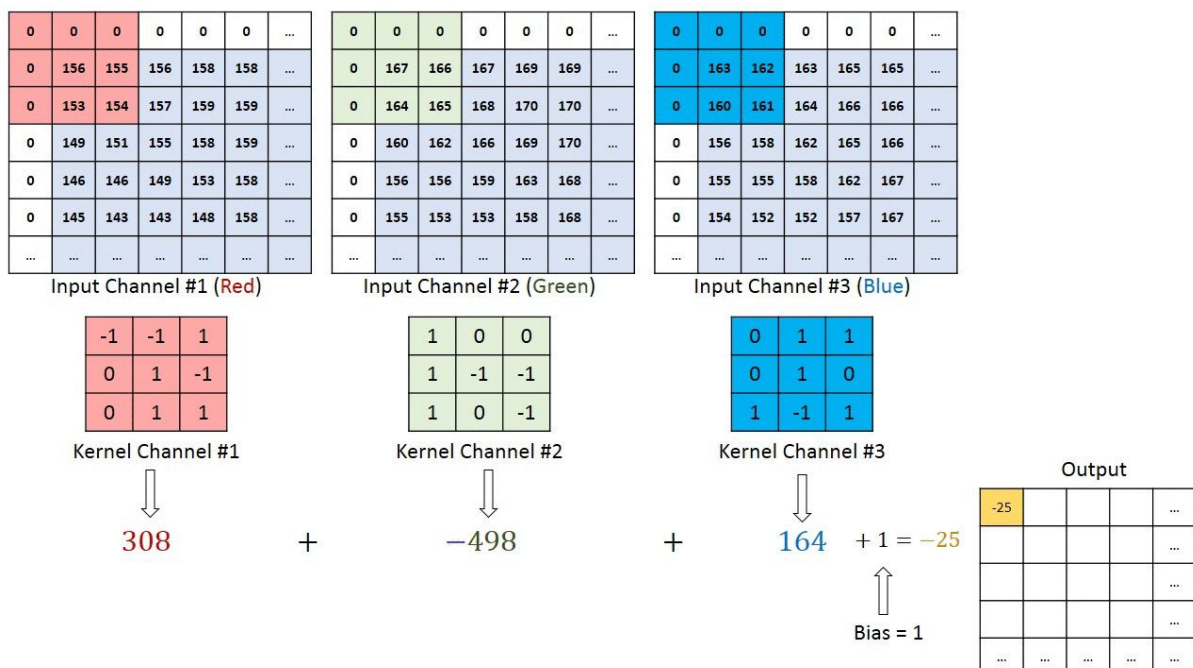 0 0 0 0 0 0 ...
0 156 155 156 158 158 ...
0 153 154 157 159 159 ...
0 149 151 155 158 159 ...
0 146 146 149 153 158 ...
0 145 143 143 148 158 ...
... ... ... ... ... ... ...
Input Channel #1 (Red)
0 0 0 0 0 0 ...
0 167 166 167 169 169 ...
0 164 165 168 170 170 ...
0 160 162 166 169 170 ...
0 156 156 159 163 168 ...
0 155 153 153 158 168 ...
... ... ... ... ... ... ...
Input Channel #2 (Green)
0 0 0 0 0 0 ...
0 163 162 163 165 165 ...
0 160 161 164 166 166 ...
0 156 158 162 165 166 ...
0 155 155 158 162 167 ...
0 154 152 152 157 167 ...
... ... ... ... ... ... ...
Input Channel #3 (Blue)
-1 -1 1
0 1 -1
0 1 1
Kernel Channel #1
1 0 0
1 -1 -1
1 0 -1
Kernel Channel #2
0 1 1
0 1 0
1 -1 1
Kernel Channel #3
308 + −498 + 164 + 1 = −25
Bias = 1
Output
-25 ...
...
...
...
... ... ... ... ...